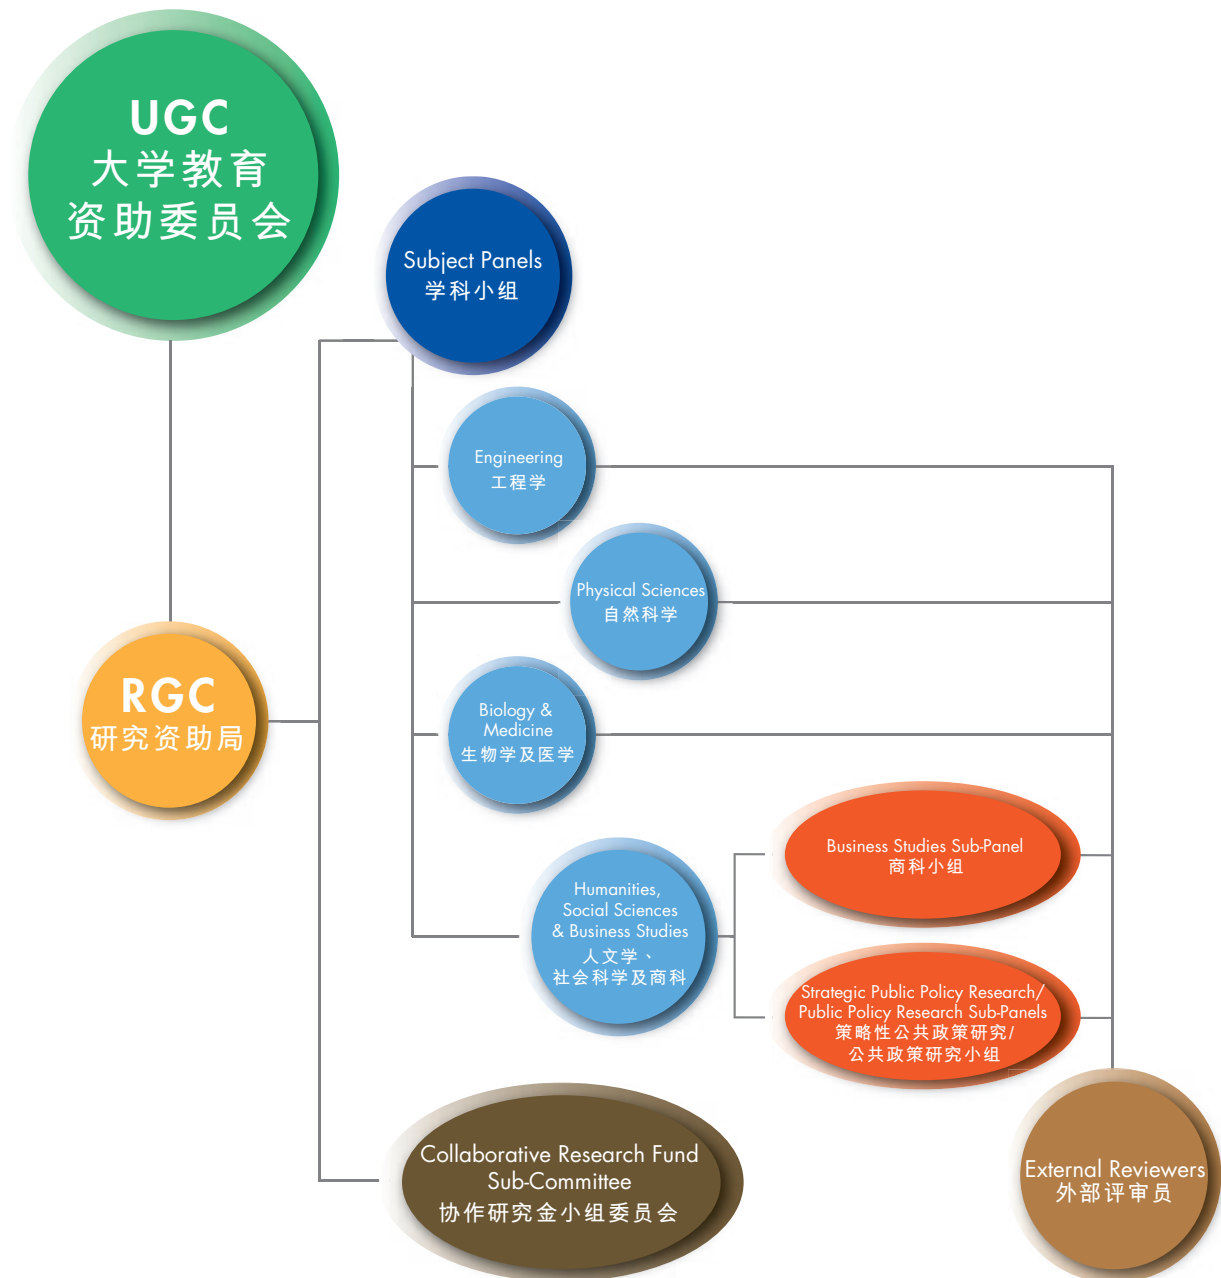 UGC
大学教育
资助委员会
Subject Panels
学科小组
Engineering
工程学
Physical Sciences
自然科学
RGC
研究资助局
Biology &
Medicine
生物学及医学
Business Studies Sub-Panel
商科小组
Humanities,
Social Sciences
& Business Studies
人文学、
社会科学及商科
Strategic Public Policy Research/
Public Policy Research Sub-Panels
策略性公共政策研究/
公共政策研究小组
Collaborative Research Fund
Sub-Committee
协作研究金小组委员会
External Reviewers
外部评审员